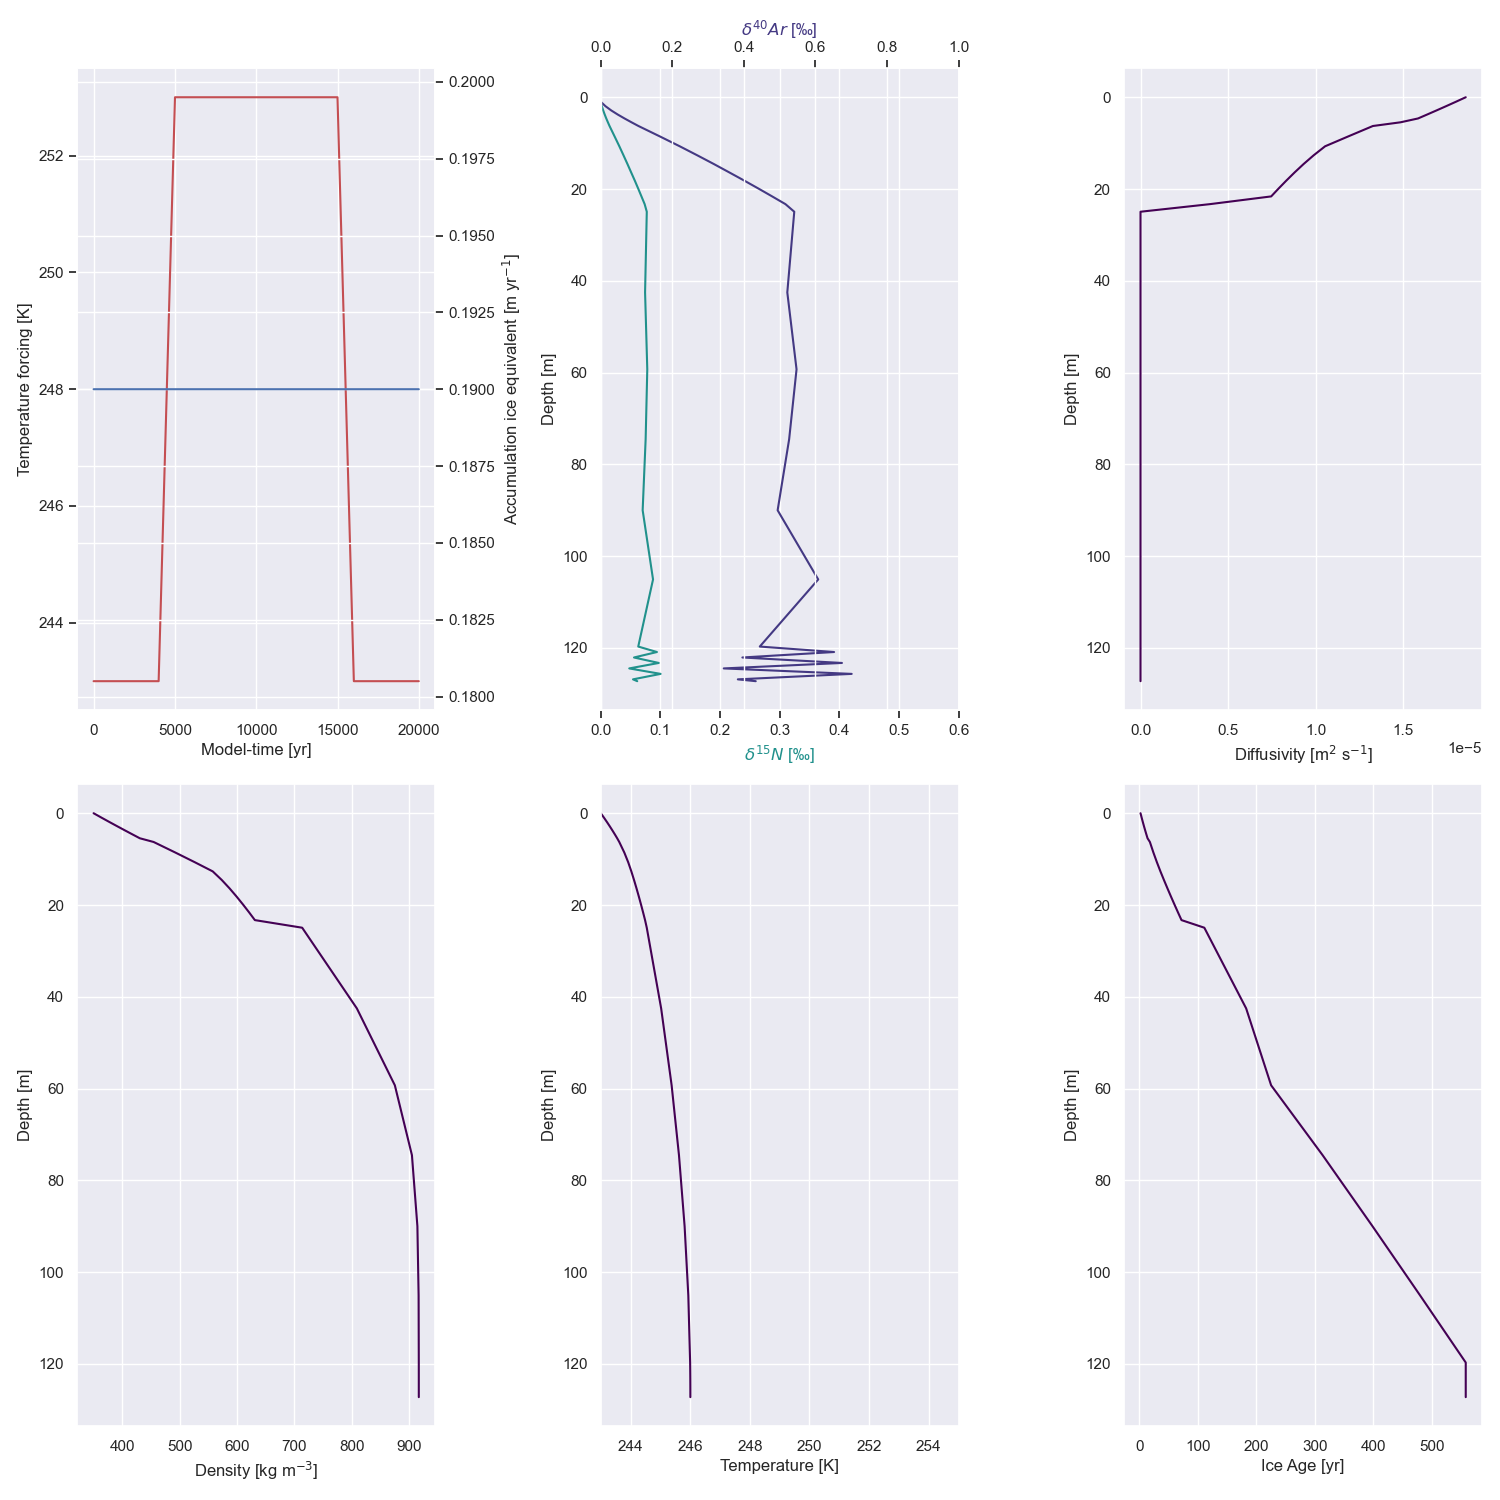 δ⁴⁰Ar [‰]
0.0 0.2 0.4 0.6 0.8 1.0
Temperature forcing [K]
252
250
248
246
244
0 5000 10000 15000 20000
Model-time [yr]
0.2000
0.1975
0.1950
0.1925
0.1900
0.1875
0.1850
0.1825
0.1800
Accumulation ice equivalent [m yr⁻¹]
Depth [m]
0
20
40
60
80
100
120
0.0 0.1 0.2 0.3 0.4 0.5 0.6
δ¹⁵N [‰]
Depth [m]
0
20
40
60
80
100
120
0.0 0.5 1.0 1.5
1e−5
Diffusivity [m² s⁻¹]
Depth [m]
0
20
40
60
80
100
120
400 500 600 700 800 900
Density [kg m⁻³]
Depth [m]
0
20
40
60
80
100
120
244 246 248 250 252 254
Temperature [K]
Depth [m]
0
20
40
60
80
100
120
0 100 200 300 400 500
Ice Age [yr]